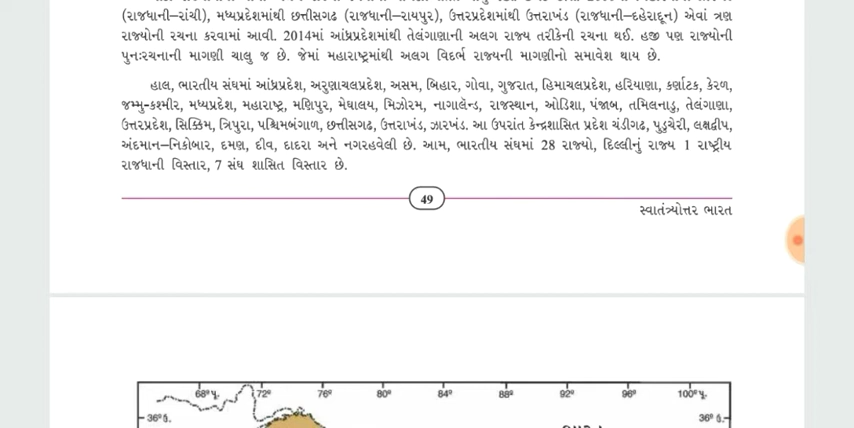 (રાજધાની–રાંચી), મધ્યપ્રદેશમાંથી છત્તીસગઢ (રાજધાની–રાયપુર), ઉત્તરપ્રદેશમાંથી ઉત્તરાખંડ (રાજધાની–દહેરાદૂન) એવાં ત્રણ
રાજ્યોની રચના કરવામાં આવી. 2014માં આંધ્રપ્રદેશમાંથી તેલંગાણાની અલગ રાજ્ય તરીકેની રચના થઈ. હજી પણ રાજ્યોની
પુનઃરચનાની માગણી ચાલુ જ છે. જેમાં મહારાષ્ટ્રમાંથી અલગ વિદર્ભ રાજ્યની માગણીનો સમાવેશ થાય છે.
હાલ, ભારતીય સંઘમાં આંધ્રપ્રદેશ, અરુણાચલપ્રદેશ, અસમ, બિહાર, ગોવા, ગુજરાત, હિમાચલપ્રદેશ, હરિયાણા, કર્ણાટક, કેરળ,
જમ્મુ-કશ્મીર, મધ્યપ્રદેશ, મહારાષ્ટ્ર, મણિપુર, મેઘાલય, મિઝોરમ, નાગાલૅન્ડ, રાજસ્થાન, ઓડિશા, પંજાબ, તમિલનાડુ, તેલંગાણા,
ઉત્તરપ્રદેશ, સિક્કિમ, ત્રિપુરા, પશ્ચિમબંગાળ, છત્તીસગઢ, ઉત્તરાખંડ, ઝારખંડ. આ ઉપરાંત કેન્દ્રશાસિત પ્રદેશ ચંડીગઢ, પુડુચેરી, લક્ષદ્વીપ,
અંદમાન–નિકોબાર, દમણ, દીવ, દાદરા અને નગરહવેલી છે. આમ, ભારતીય સંઘમાં 28 રાજ્યો, દિલ્લીનું રાજ્ય 1 રાષ્ટ્રીય
રાજધાની વિસ્તાર, 7 સંઘ શાસિત વિસ્તાર છે.
49
સ્વાતંત્ર્યોત્તર ભારત
68° પૂ. 72° 76° 80° 84° 88° 92° 96° 100° પૂ.
36° ઉ. 36° ઉ.